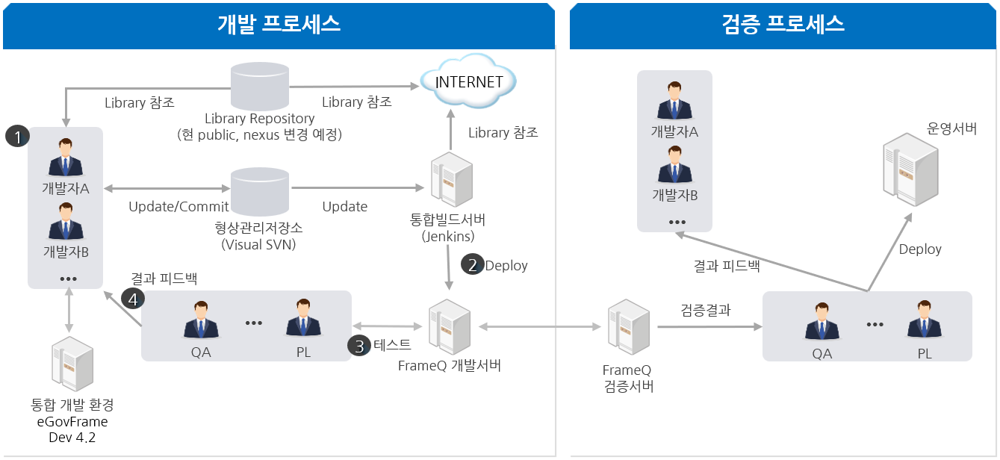 개발 프로세스
INTERNET
Library 참조
Library 참조
Library Repository
(현 public, nexus 변경 예정)
Library 참조
1
개발자A
개발자B
•••
Update/Commit
Update
형상관리저장소
(Visual SVN)
통합빌드서버
(Jenkins)
2
Deploy
결과 피드백
4
QA
•••
PL
3
테스트
FrameQ 개발서버
통합 개발 환경
eGovFrame
Dev 4.2
검증 프로세스
개발자A
개발자B
•••
운영서버
결과 피드백
Deploy
검증결과
FrameQ
검증서버
QA
•••
PL